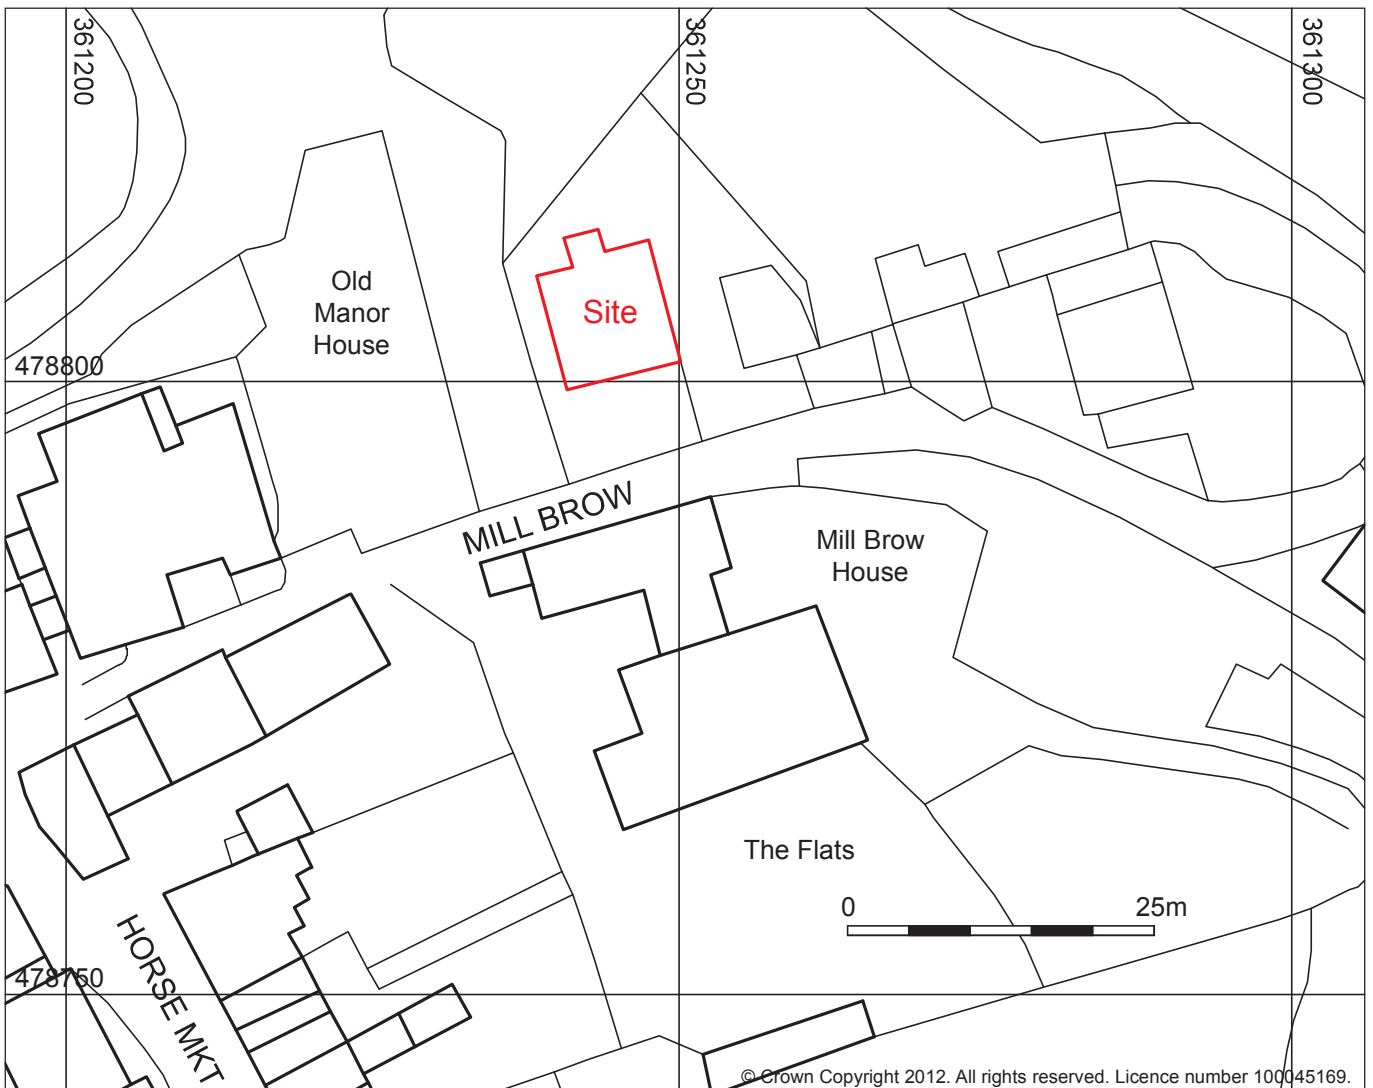 361200
361250
361300
Old
Manor
House
Site
478800
MILL BROW
Mill Brow
House
The Flats
0 25m
HORSE MKT
478750
© Crown Copyright 2012. All rights reserved. Licence number 100045169.